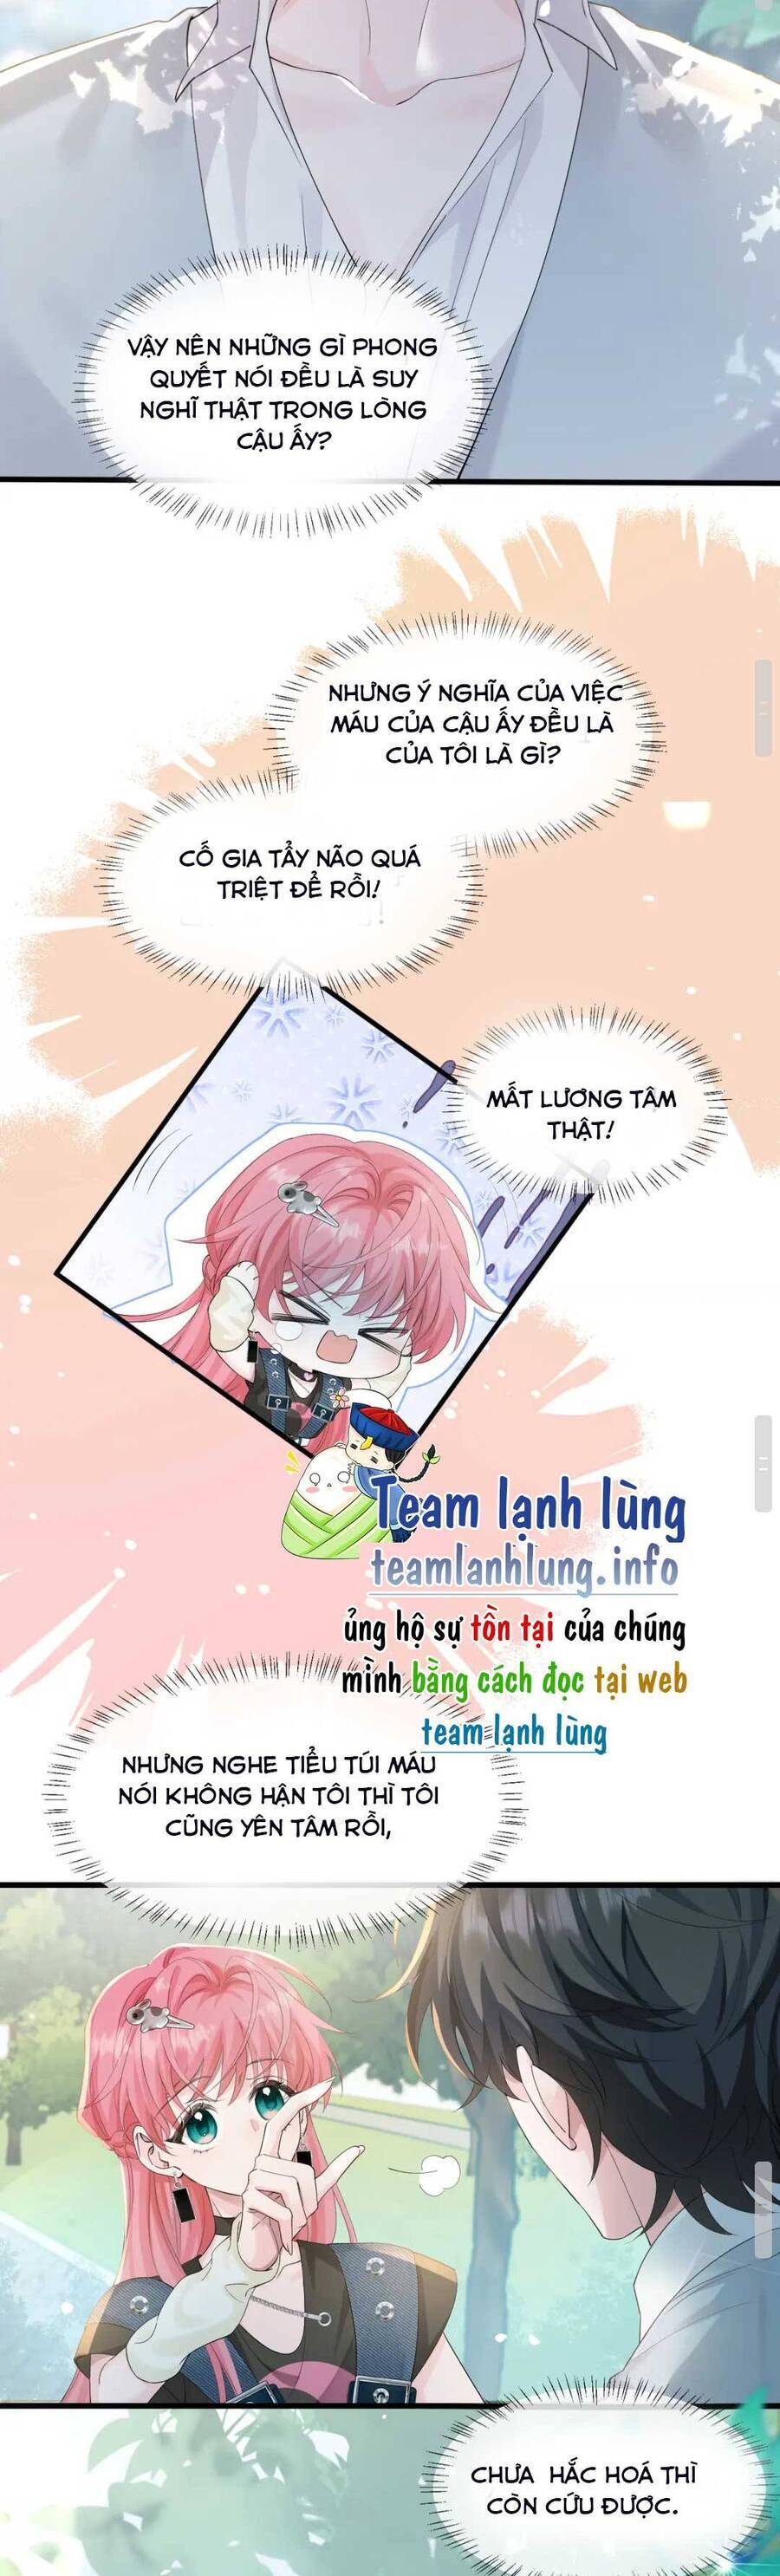 VẬY NÊN NHỮNG GÌ PHONG
QUYẾT NÓI ĐỀU LÀ SUY
NGHĨ THẬT TRONG LÒNG
CẬU ẤY?
NHƯNG Ý NGHĨA CỦA VIỆC
MÁU CỦA CẬU ẤY ĐỀU LÀ
CỦA TÔI LÀ GÌ?
CỐ GIA TẨY NÃO QUÁ
TRIỆT ĐỂ RỒI!
MẤT LƯƠNG TÂM
THẬT!
Team lạnh lùng
teamlanhlung.info
ủng hộ sự tồn tại của chúng
mình bằng cách đọc tại web
team lạnh lùng
NHƯNG NGHE TIỂU TÚI MÁU
NÓI KHÔNG HẬN TÔI THÌ TÔI
CŨNG YÊN TÂM RỒI,
CHƯA HẮC HOÁ THÌ
CÒN CỨU ĐƯỢC.